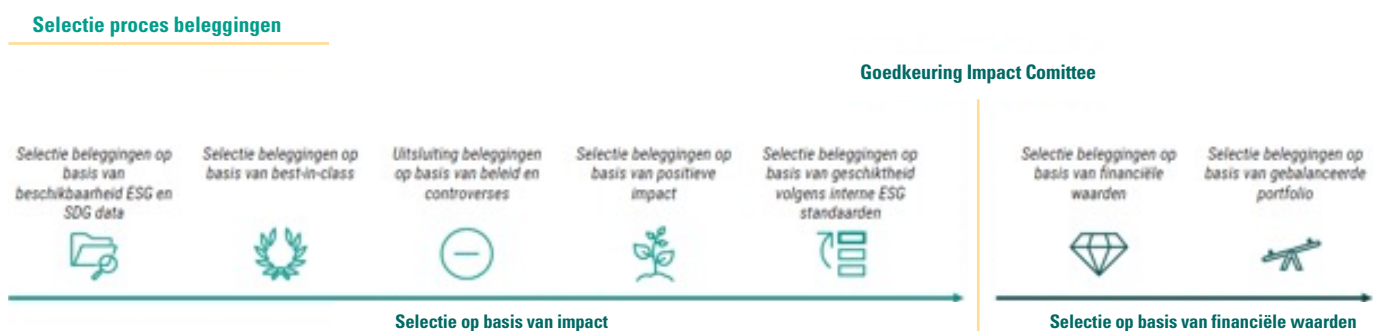 Selectie proces beleggingen
Goedkeuring Impact Comittee
Selectie beleggingen op
basis van
beschikbaarheid ESG en
SDG data
Selectie beleggingen op
basis van best-in-class
Uitsluiting beleggingen
op basis van beleid en
controverses
Selectie beleggingen op
basis van positieve
impact
Selectie beleggingen op
basis van geschiktheid
volgens interne ESG
standaarden
Selectie beleggingen op
basis van financiële
waarden
Selectie beleggingen op
basis van gebalanceerde
portfolio
Selectie op basis van impact
Selectie op basis van financiële waarden